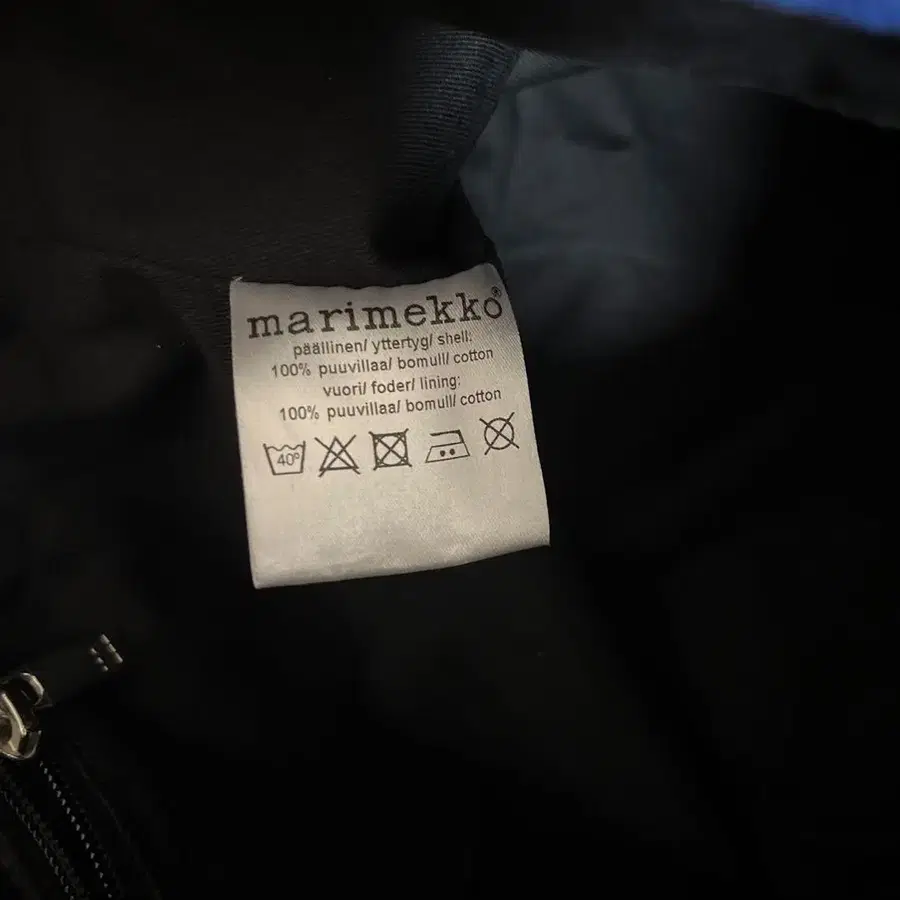 marimekko®
päällinen/ yttertyg/ shell:
100% puuvillaa/ bomull/ cotton
vuori/ foder/ lining:
100% puuvillaa/ bomull/ cotton
40°